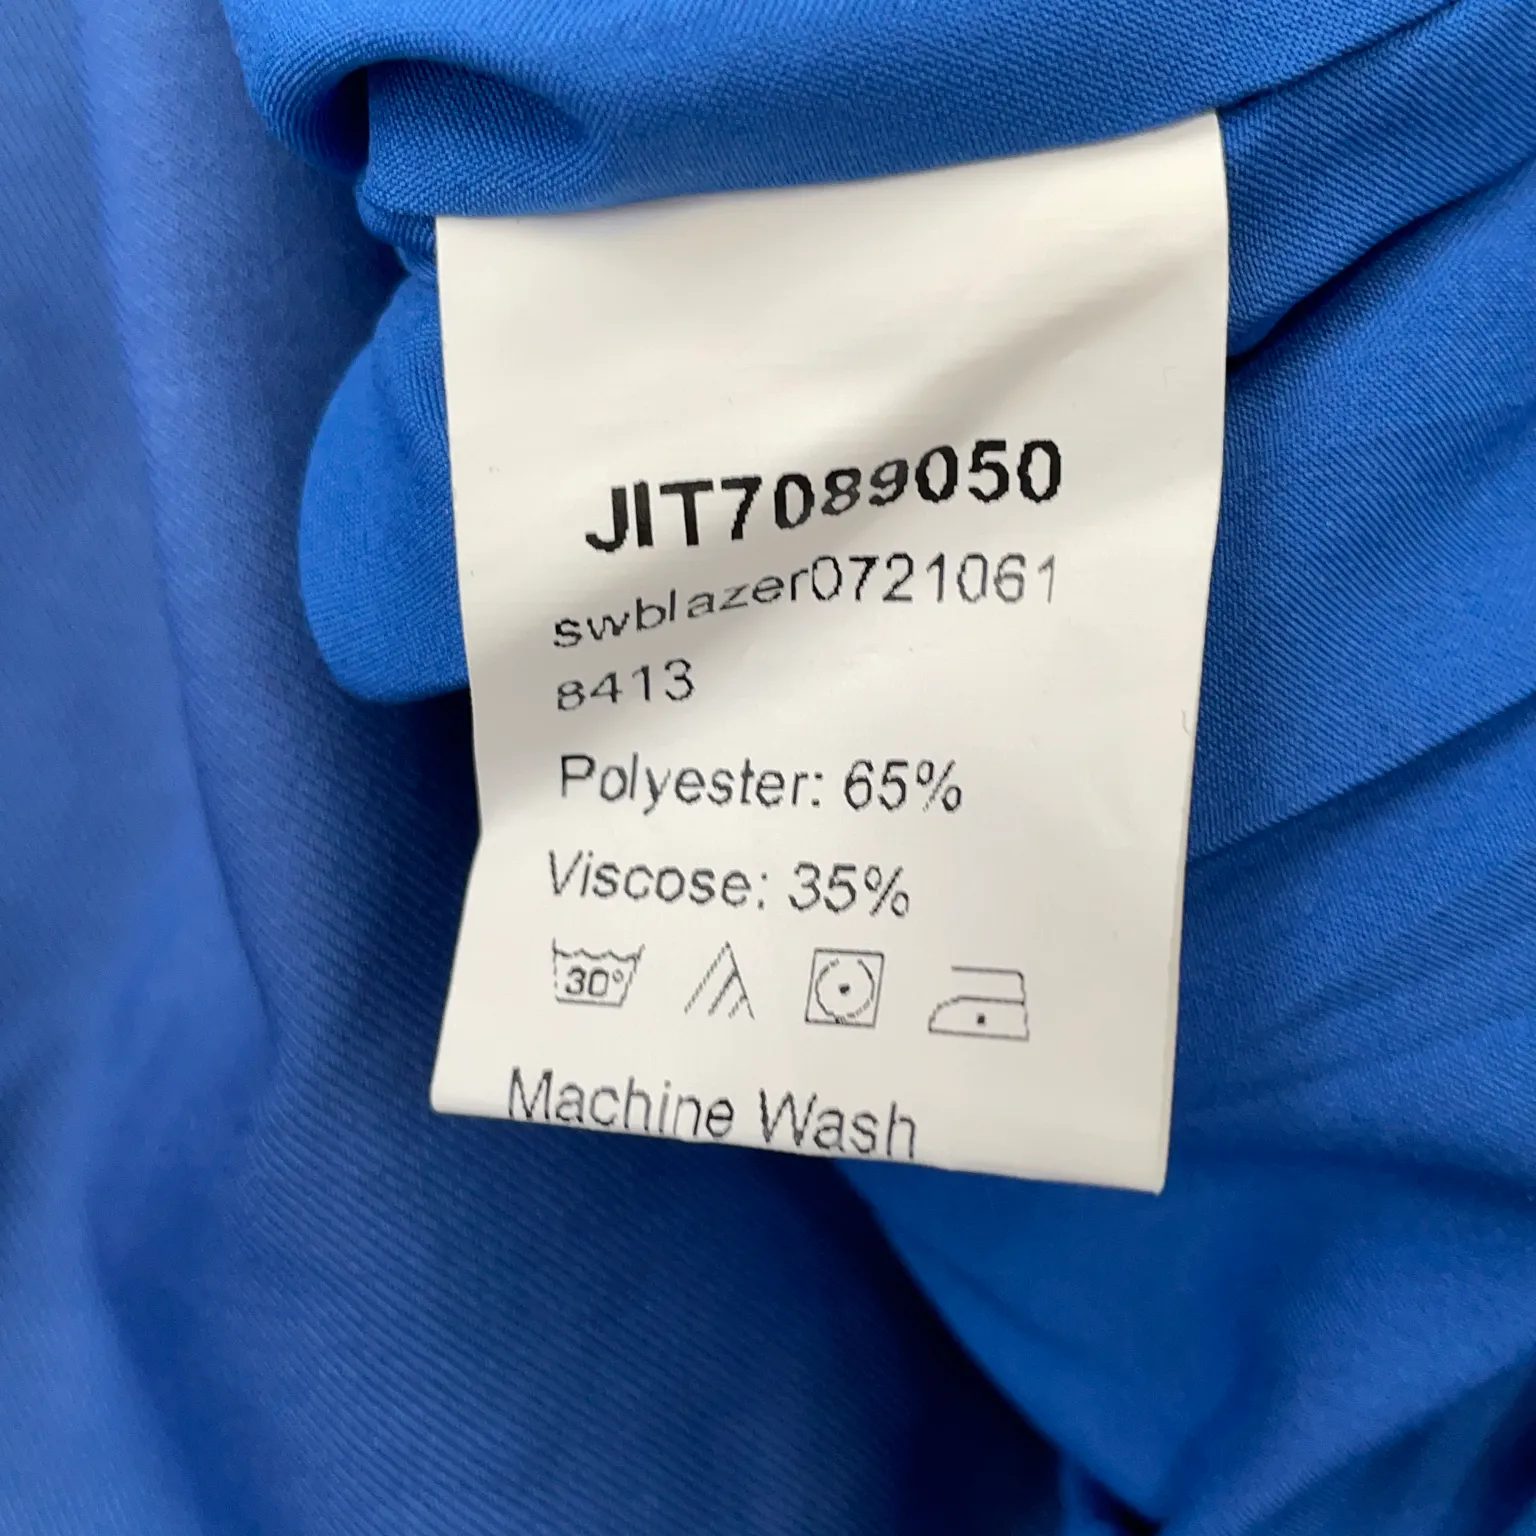 JIT7089050
swblazer0721061
8413
Polyester: 65%
Viscose: 35%
30°
Machine Wash